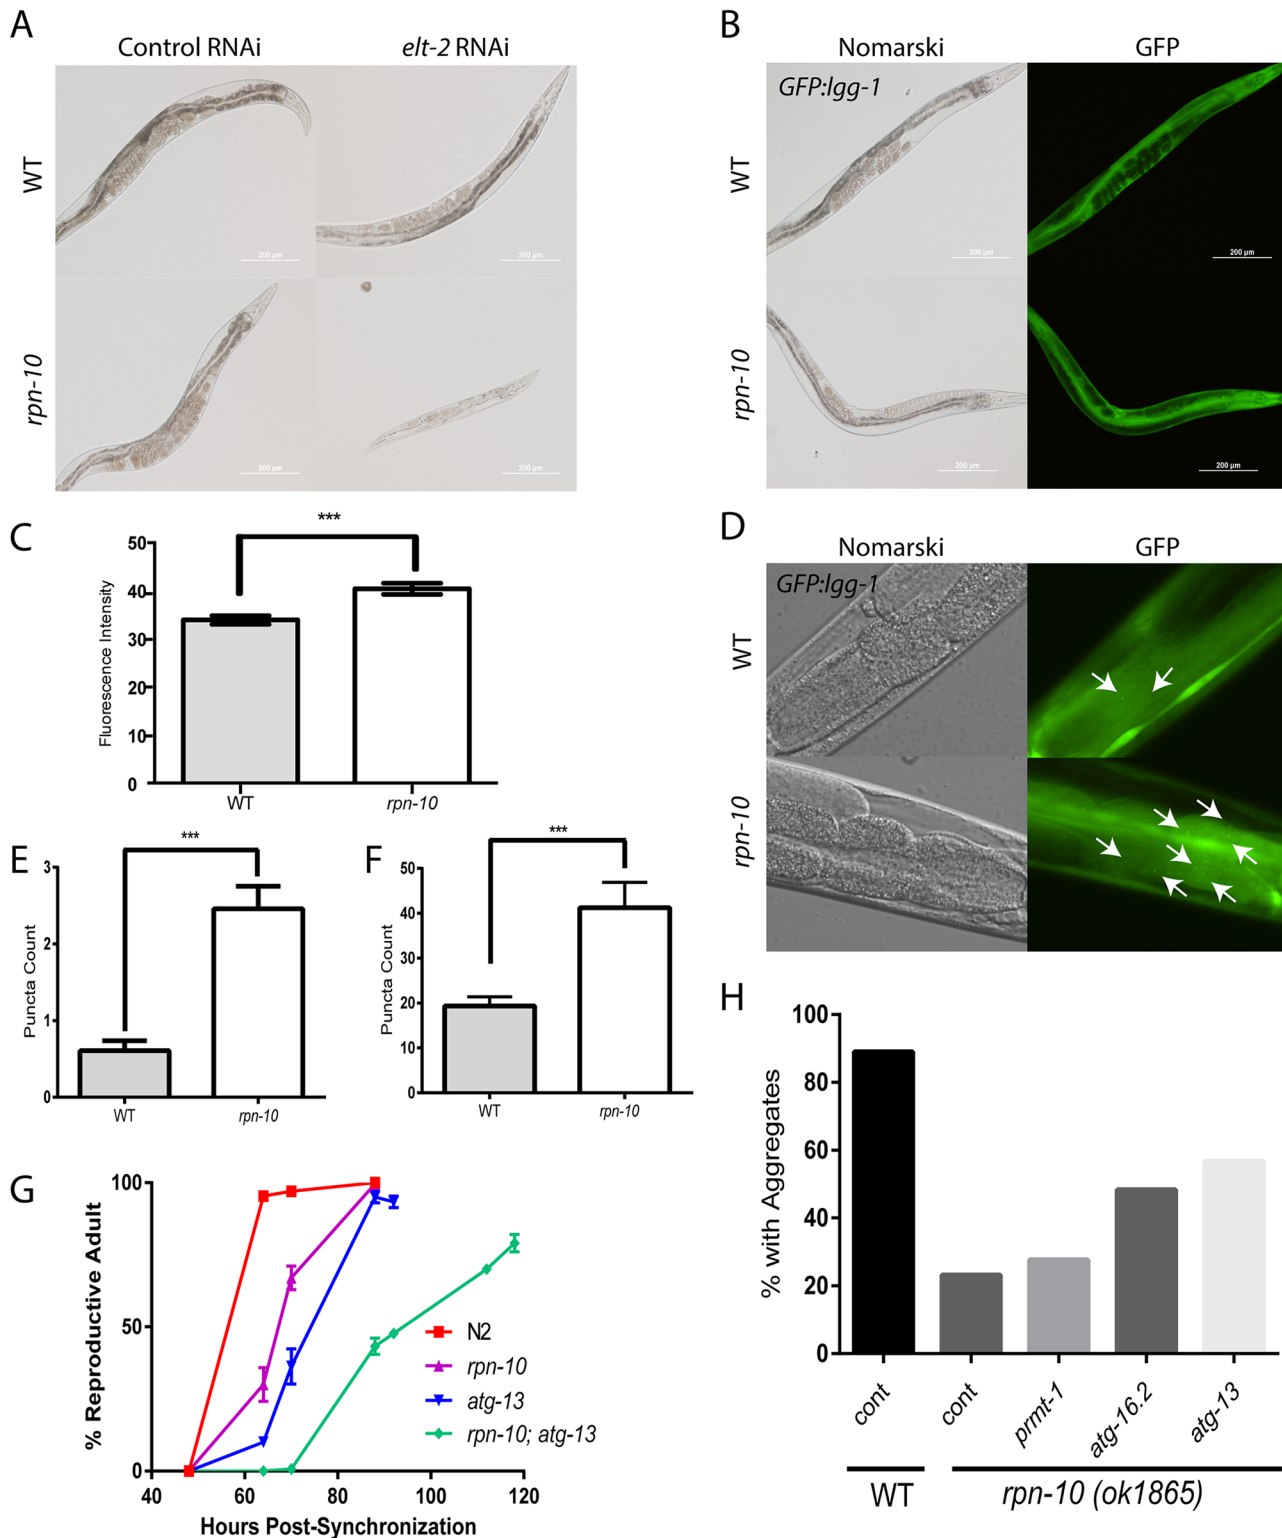 A
Control RNAi
elt-2 RNAi
WT
200 µm
200 µm
rpn-10
200 µm
200 µm
B
Nomarski
GFP
GFP:lgg-1
WT
200 µm
200 µm
rpn-10
200 µm
200 µm
C
***
Fluorescence Intensity
50
40
30
20
10
0
WT
rpn-10
D
Nomarski
GFP
GFP:lgg-1
WT
rpn-10
E
***
Puncta Count
3
2
1
0
WT
rpn-10
F
***
Puncta Count
50
40
30
20
10
0
WT
rpn-10
G
% Reproductive Adult
100
50
0
40
60
80
100
120
Hours Post-Synchronization
N2
rpn-10
atg-13
rpn-10; atg-13
H
% with Aggregates
100
80
60
40
20
0
cont
cont
prmt-1
atg-16.2
atg-13
WT
rpn-10 (ok1865)